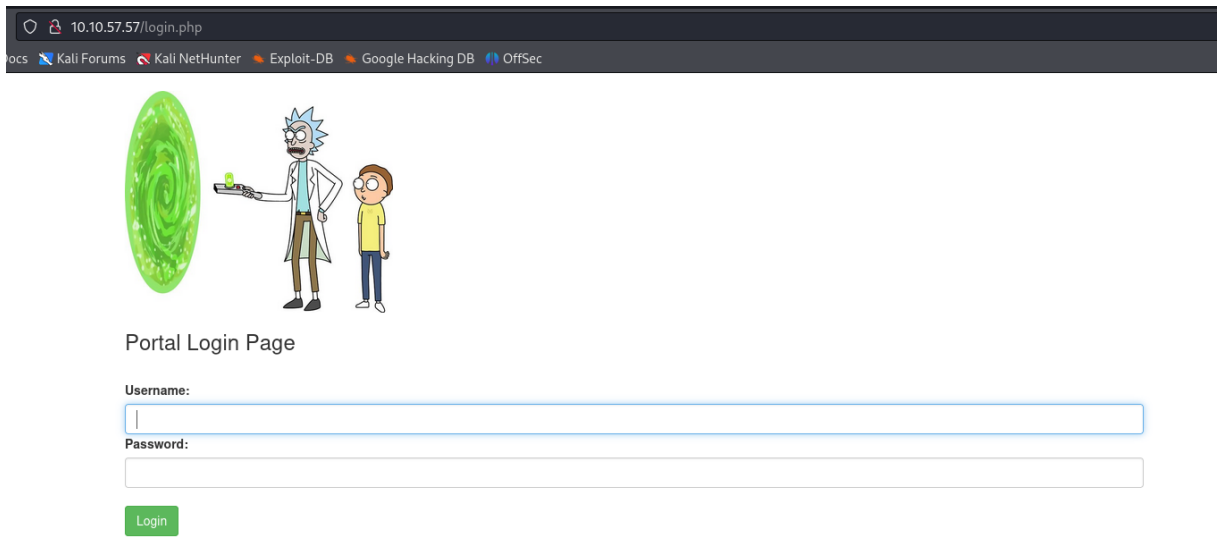 10.10.57.57/login.php
Kali Forums Kali NetHunter Exploit-DB Google Hacking DB OffSec
Portal Login Page
Username:
Password:
Login